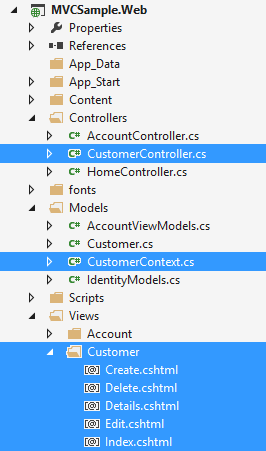 MVCSample.Web
Properties
References
App_Data
App_Start
Content
Controllers
C# AccountController.cs
C# CustomerController.cs
C# HomeController.cs
fonts
Models
C# AccountViewModels.cs
C# Customer.cs
C# CustomerContext.cs
C# IdentityModels.cs
Scripts
Views
Account
Customer
[@] Create.cshtml
[@] Delete.cshtml
[@] Details.cshtml
[@] Edit.cshtml
[@] Index.cshtml